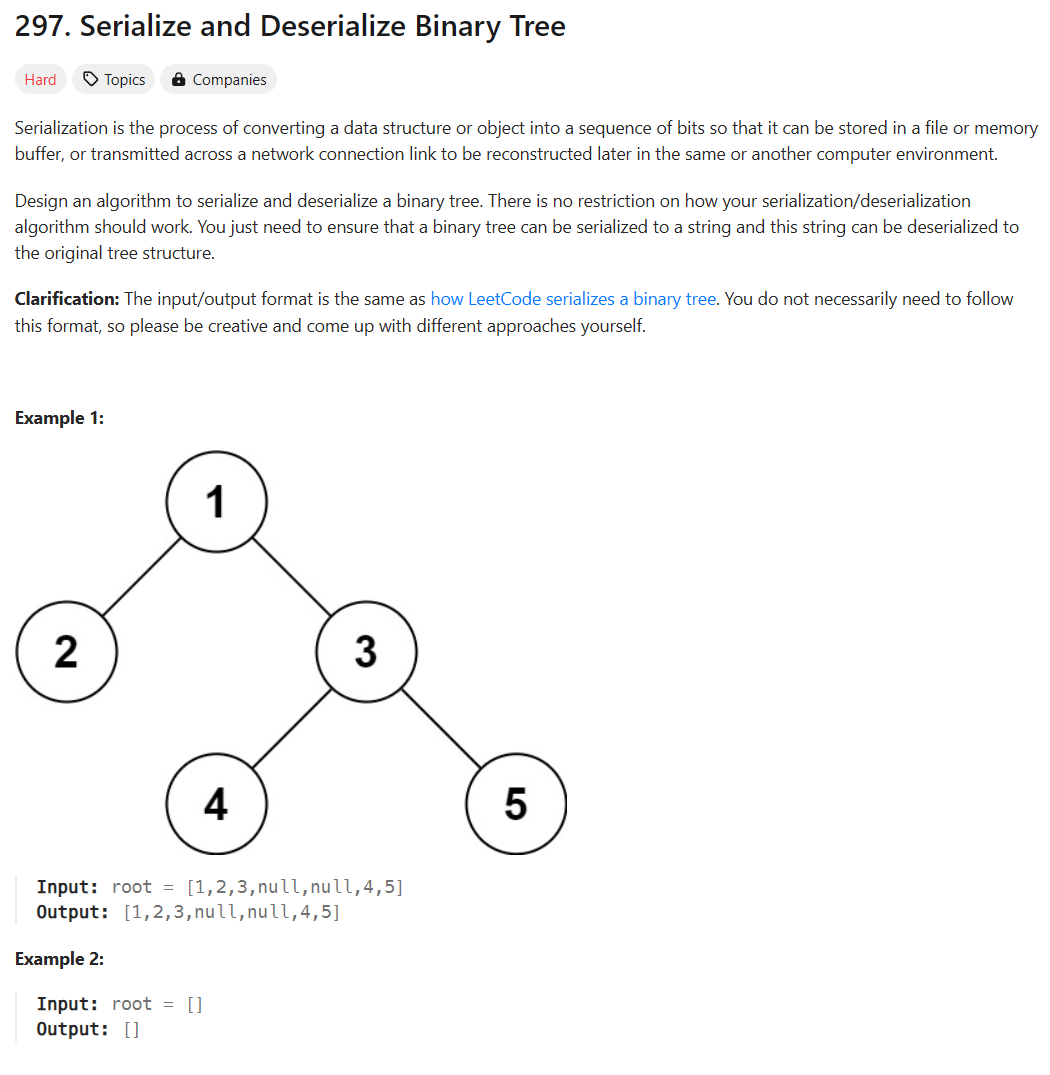 297. Serialize and Deserialize Binary Tree
Hard Topics Companies
Serialization is the process of converting a data structure or object into a sequence of bits so that it can be stored in a file or memory
buffer, or transmitted across a network connection link to be reconstructed later in the same or another computer environment.
Design an algorithm to serialize and deserialize a binary tree. There is no restriction on how your serialization/deserialization
algorithm should work. You just need to ensure that a binary tree can be serialized to a string and this string can be deserialized to
the original tree structure.
Clarification: The input/output format is the same as how LeetCode serializes a binary tree. You do not necessarily need to follow
this format, so please be creative and come up with different approaches yourself.
Example 1:
1
2 3
4 5
Input: root = [1,2,3,null,null,4,5]
Output: [1,2,3,null,null,4,5]
Example 2:
Input: root = []
Output: []